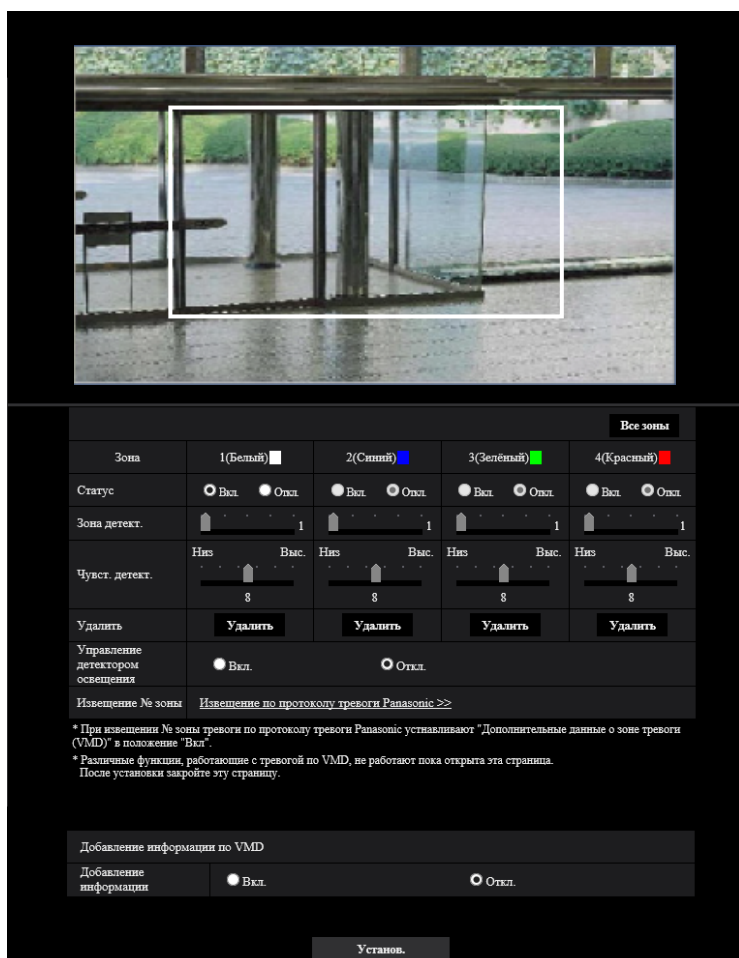 Все зоны
Зона 1(Белый) 2(Синий) 3(Зелёный) 4(Красный)
Статус Вкл. Откл. Вкл. Откл. Вкл. Откл. Вкл. Откл.
Зона детект. 1 1 1 1
Низ Выс. Низ Выс. Низ Выс. Низ Выс.
Чувст. детект.
8 8 8 8
Удалить Удалить Удалить Удалить Удалить
Управление
детектором
освещения
Вкл. Откл.
Извещение № зоны Извещение по протоколу тревоги Panasonic >>
* При извещении № зоны тревоги по протоколу тревоги Panasonic уставливают "Дополнительные данные о зоне тревоги
(VMD)" в положение "Вкл".
* Различные функции, работающие с тревогой по VMD, не работают пока открыта эта страница.
После установки закройте эту страницу.
Добавление информации по VMD
Добавление
информации
Вкл. Откл.
Установ.